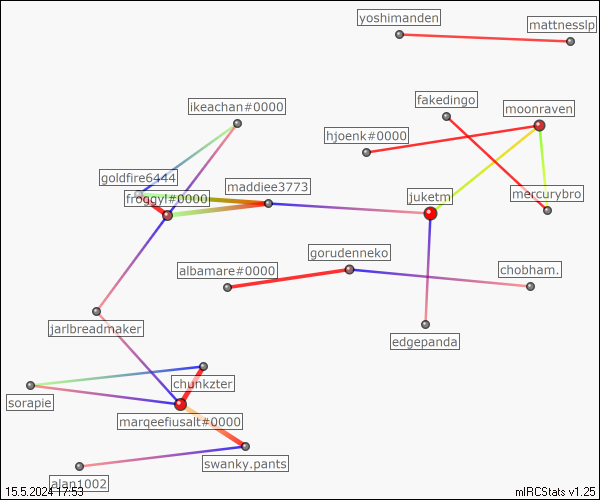 yoshimanden
mattnesslp
fakedingo
ikeachan#0000
moonraven
hjoenk#0000
goldfire6444
maddiee3773
froggyl#0000
juketm
mercurybro
gorudenneko
albamare#0000
chobham.
jarlbreadmaker
edgepanda
chunkzter
sorapie
marqeefiusalt#0000
swanky.pants
alan1002
15.5.2024 17:53
mIRCStats v1.25